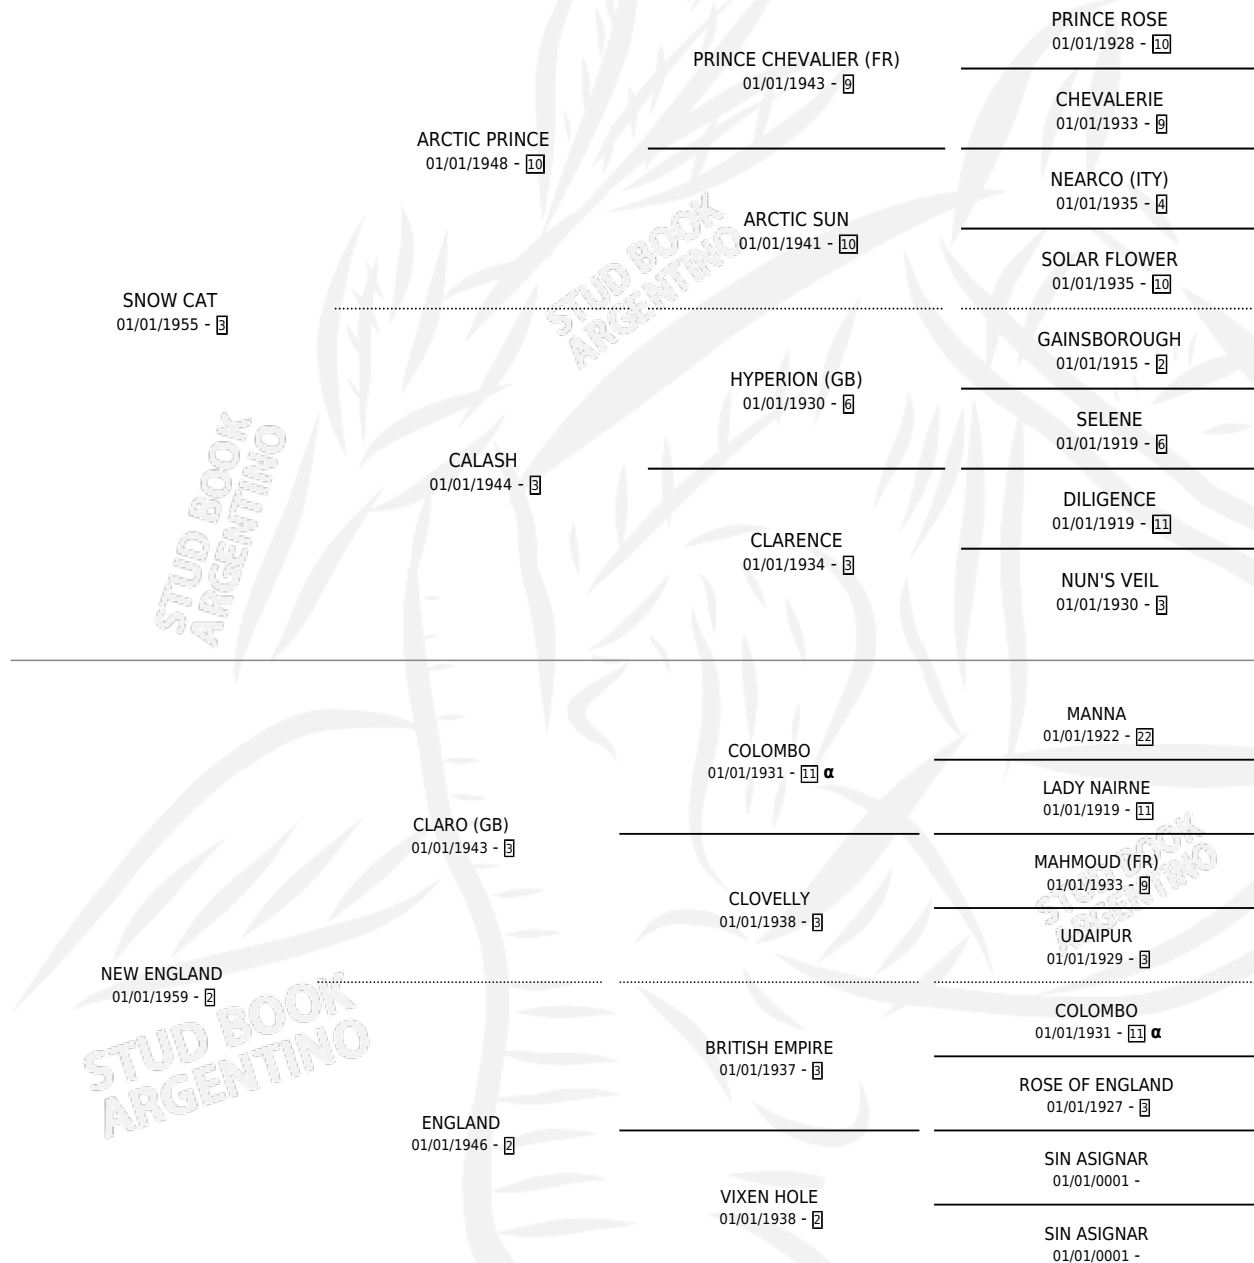 PRINCE ROSE
01/01/1928 - 10
PRINCE CHEVALIER (FR)
01/01/1943 - 9
CHEVALERIE
01/01/1933 - 9
ARCTIC PRINCE
01/01/1948 - 10
NEARCO (ITY)
01/01/1935 - 4
ARCTIC SUN
01/01/1941 - 10
SOLAR FLOWER
01/01/1935 - 10
SNOW CAT
01/01/1955 - 3
GAINSBOROUGH
01/01/1915 - 2
HYPERION (GB)
01/01/1930 - 6
SELENE
01/01/1919 - 6
CALASH
01/01/1944 - 3
DILIGENCE
01/01/1919 - 11
CLARENCE
01/01/1934 - 3
NUN'S VEIL
01/01/1930 - 3
MANNA
01/01/1922 - 22
COLOMBO
01/01/1931 - 11 α
LADY NAIRNE
01/01/1919 - 11
CLARO (GB)
01/01/1943 - 3
MAHMOUD (FR)
01/01/1933 - 9
CLOVELLY
01/01/1938 - 3
UDAIPUR
01/01/1929 - 3
NEW ENGLAND
01/01/1959 - 2
COLOMBO
01/01/1931 - 11 α
BRITISH EMPIRE
01/01/1937 - 3
ROSE OF ENGLAND
01/01/1927 - 3
ENGLAND
01/01/1946 - 2
SIN ASIGNAR
01/01/0001 -
VIXEN HOLE
01/01/1938 - 2
SIN ASIGNAR
01/01/0001 -
STUD BOOK
ARGENTINO
STUD BOOK
ARGENTINO
STUD BOOK
ARGENTINO
STUD BOOK
ARGENTINO